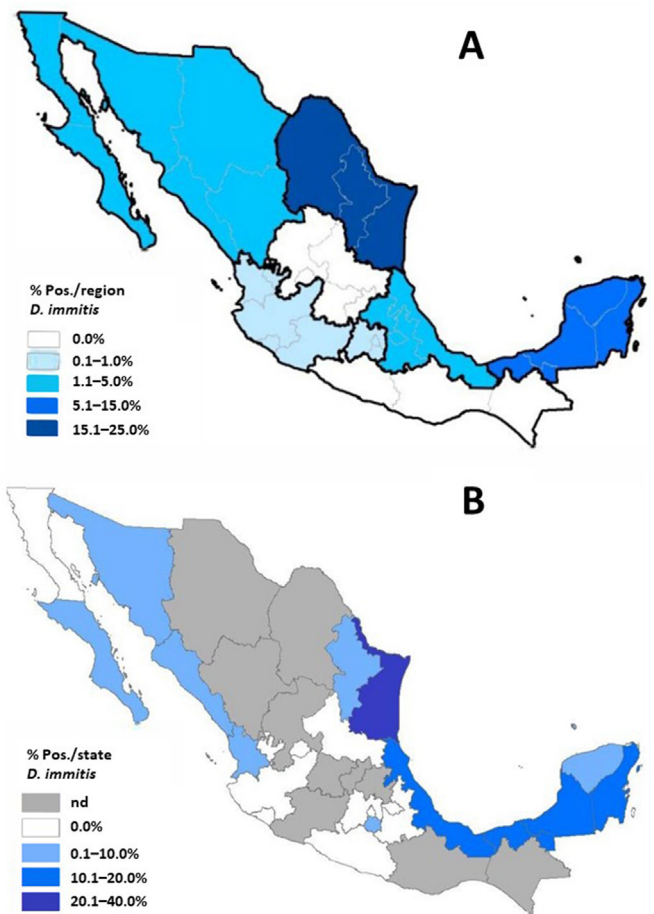 A
% Pos./region
D. immitis
0.0%
0.1–1.0%
1.1–5.0%
5.1–15.0%
15.1–25.0%
B
% Pos./state
D. immitis
nd
0.0%
0.1–10.0%
10.1–20.0%
20.1–40.0%